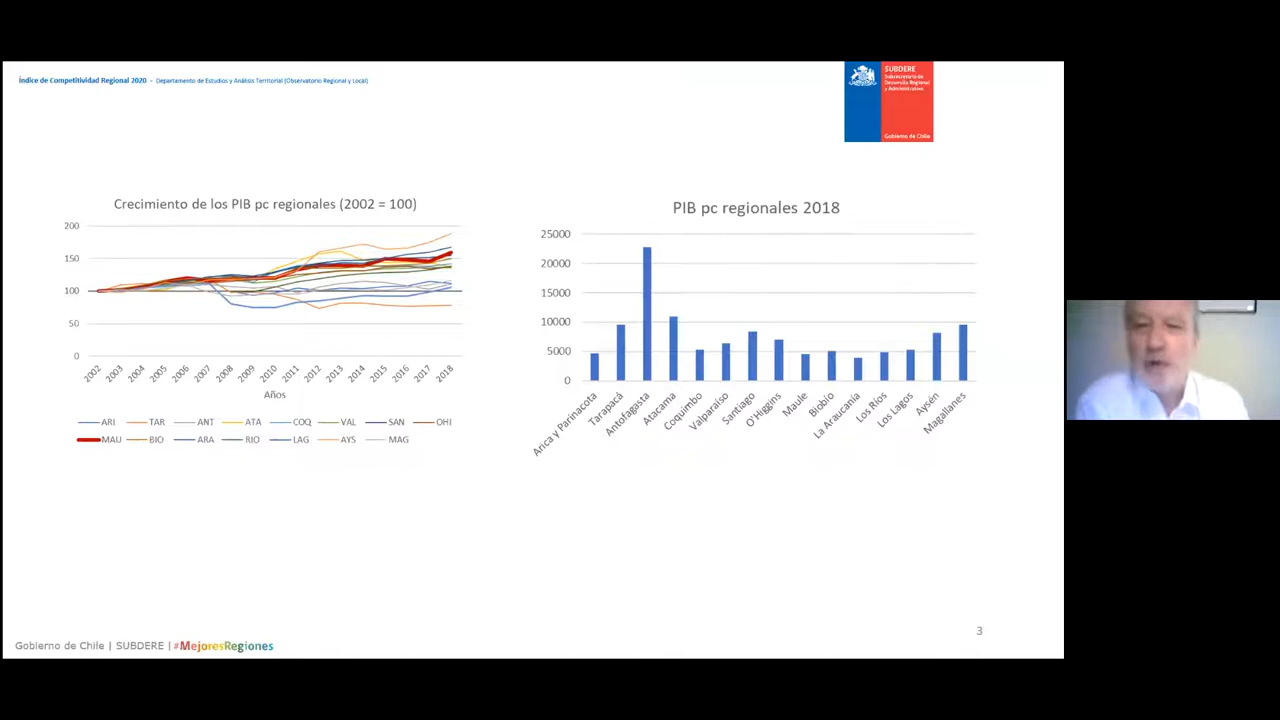 Índice de Competitividad Regional 2020 - Departamento de Estudios y Análisis Territorial (Observatorio Regional y Local)
SUBDERE
Subsecretaría de
Desarrollo Regional
y Administrativo
Gobierno de Chile
Crecimiento de los PIB pc regionales (2002 = 100)
200
150
100
50
0
2002 2003 2004 2005 2006 2007 2008 2009 2010 2011 2012 2013 2014 2015 2016 2017 2018
Años
ARI TAR ANT ATA COQ VAL SAN OHI
MAU BIO ARA RIO LAG AYS MAG
PIB pc regionales 2018
25000
20000
15000
10000
5000
0
Arica y Parinacota Tarapacá Antofagasta Atacama Coquimbo Valparaíso Santiago O'Higgins Maule Biobío La Araucanía Los Ríos Los Lagos Aysén Magallanes
3
Gobierno de Chile | SUBDERE | #MejoresRegiones